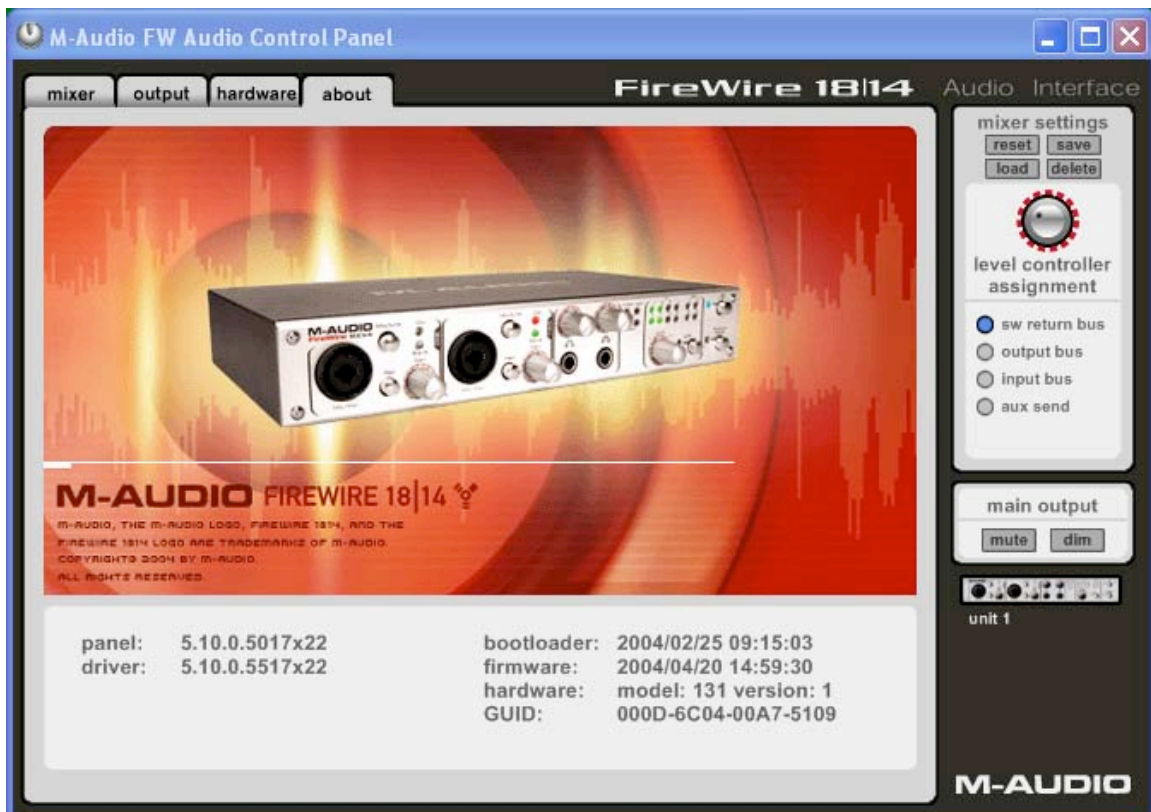 M-Audio FW Audio Control Panel
mixer output hardware about
FireWire 18|14 Audio Interface
M-AUDIO
FireWire
M-AUDIO FIREWIRE 18|14
M-AUDIO, THE M-AUDIO LOGO, FIREWIRE 1814, AND THE
FIREWIRE 1814 LOGO ARE TRADEMARKS OF M-AUDIO.
COPYRIGHTS 2004 BY M-AUDIO.
ALL RIGHTS RESERVED.
panel: 5.10.0.5017x22
driver: 5.10.0.5517x22
bootloader: 2004/02/25 09:15:03
firmware: 2004/04/20 14:59:30
hardware: model: 131 version: 1
GUID: 000D-6C04-00A7-5109
mixer settings
reset save
load delete
level controller
assignment
sw return bus
output bus
input bus
aux send
main output
mute dim
unit 1
M-AUDIO